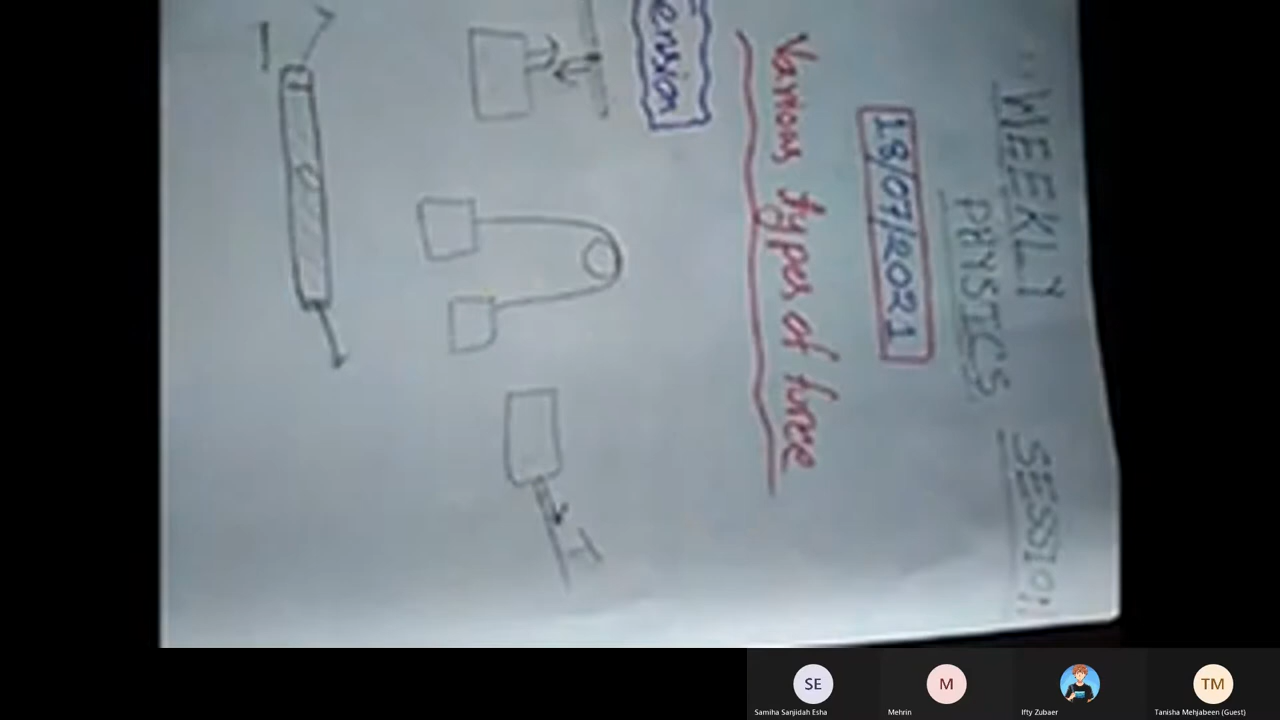 WEEKLY PHYSICS SESSION
18/07/2021
Various types of force
Tension
T
SE
M
TM
Samiha Sanjidah Esha
Mehrin
Ifty Zubaer
Tanisha Mehjabeen (Guest)